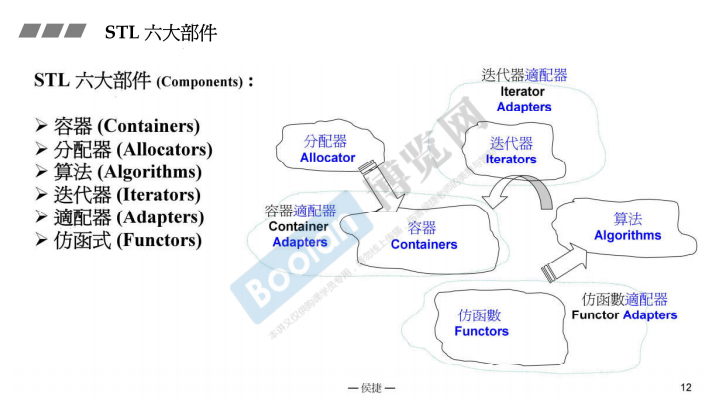 STL 六大部件
STL 六大部件 (Components) :
➢ 容器 (Containers)
➢ 分配器 (Allocators)
➢ 算法 (Algorithms)
➢ 迭代器 (Iterators)
➢ 適配器 (Adapters)
➢ 仿函式 (Functors)
迭代器適配器
Iterator
Adapters
分配器
Allocator
迭代器
Iterators
容器適配器
Container
Adapters
容器
Containers
算法
Algorithms
仿函數
Functors
仿函數適配器
Functor Adapters
Boolan 博览网
— 侯捷 —
12